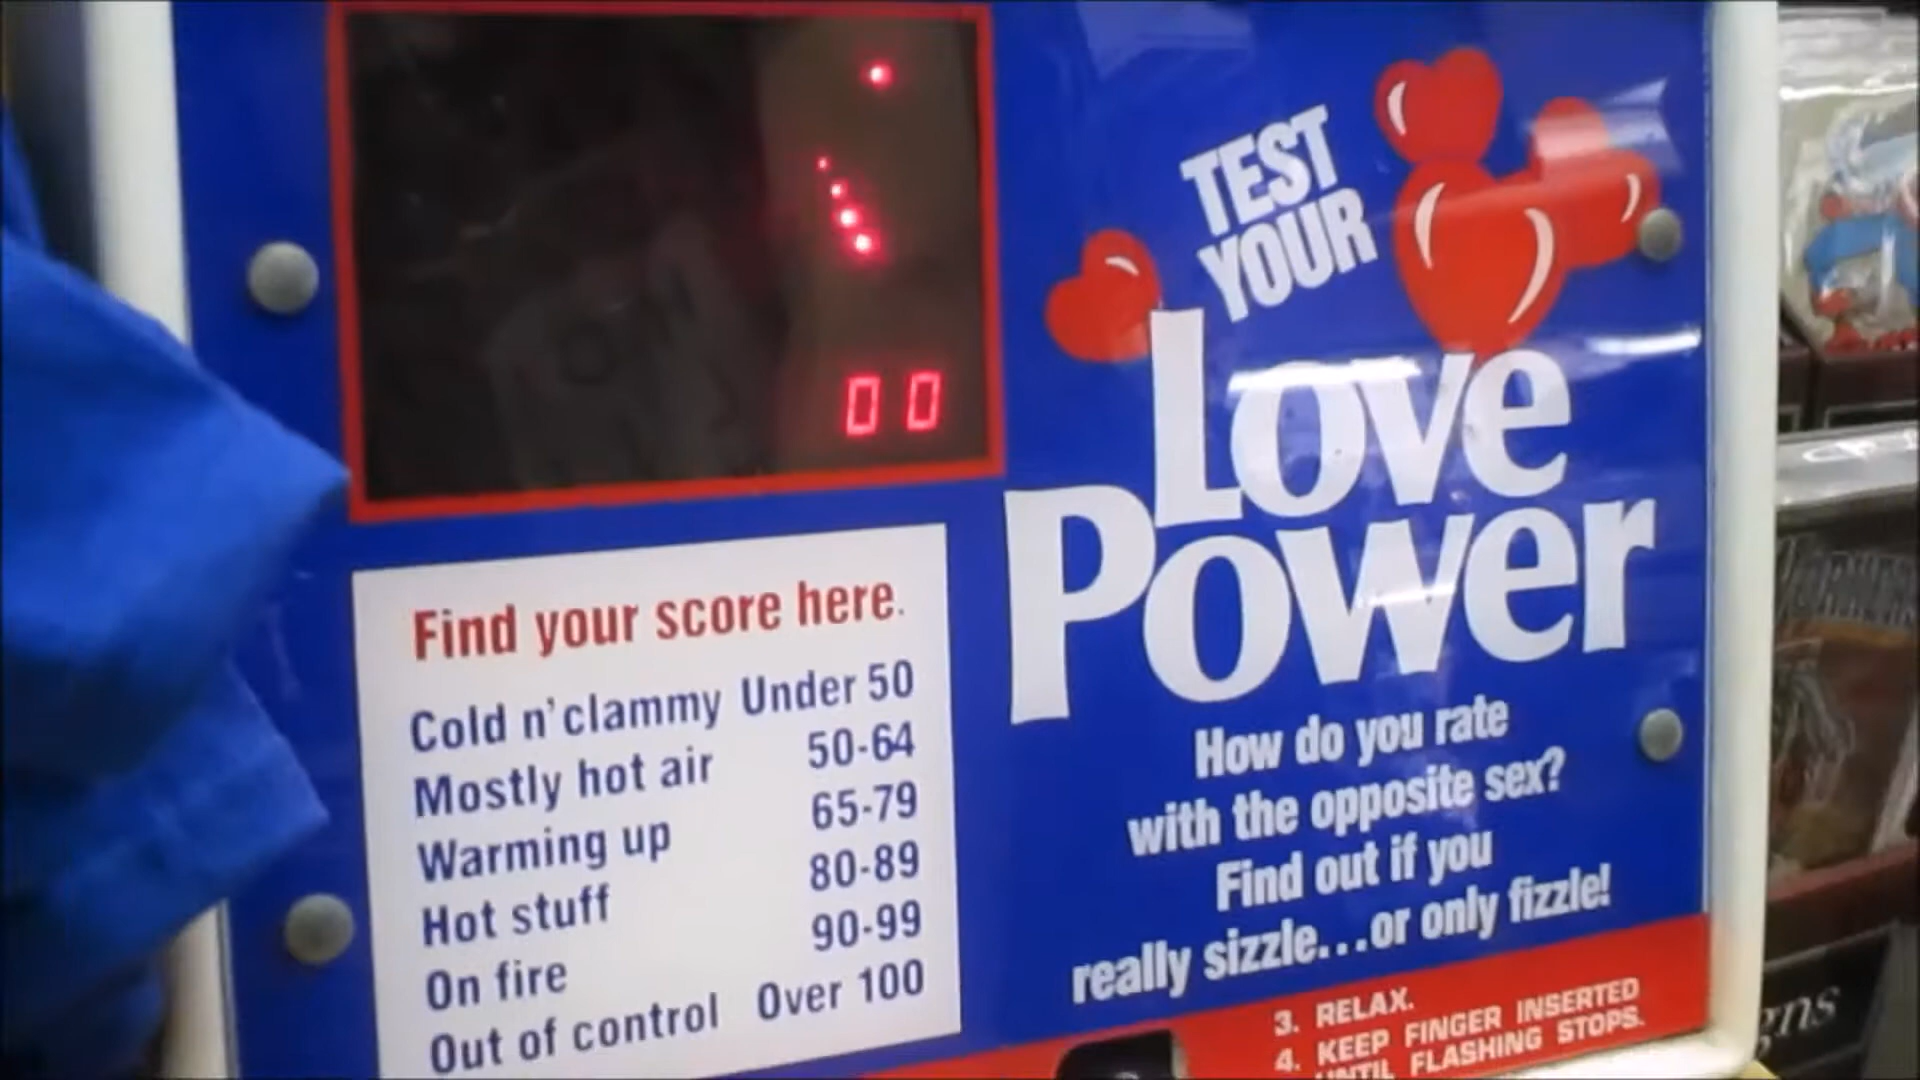 00
TEST
YOUR
Love
Power
Find your score here.
Cold n' clammy Under 50
Mostly hot air 50-64
Warming up 65-79
Hot stuff 80-89
On fire 90-99
Out of control Over 100
How do you rate
with the opposite sex?
Find out if you
really sizzle...or only fizzle!
3. RELAX.
4. KEEP FINGER INSERTED
UNTIL FLASHING STOPS.